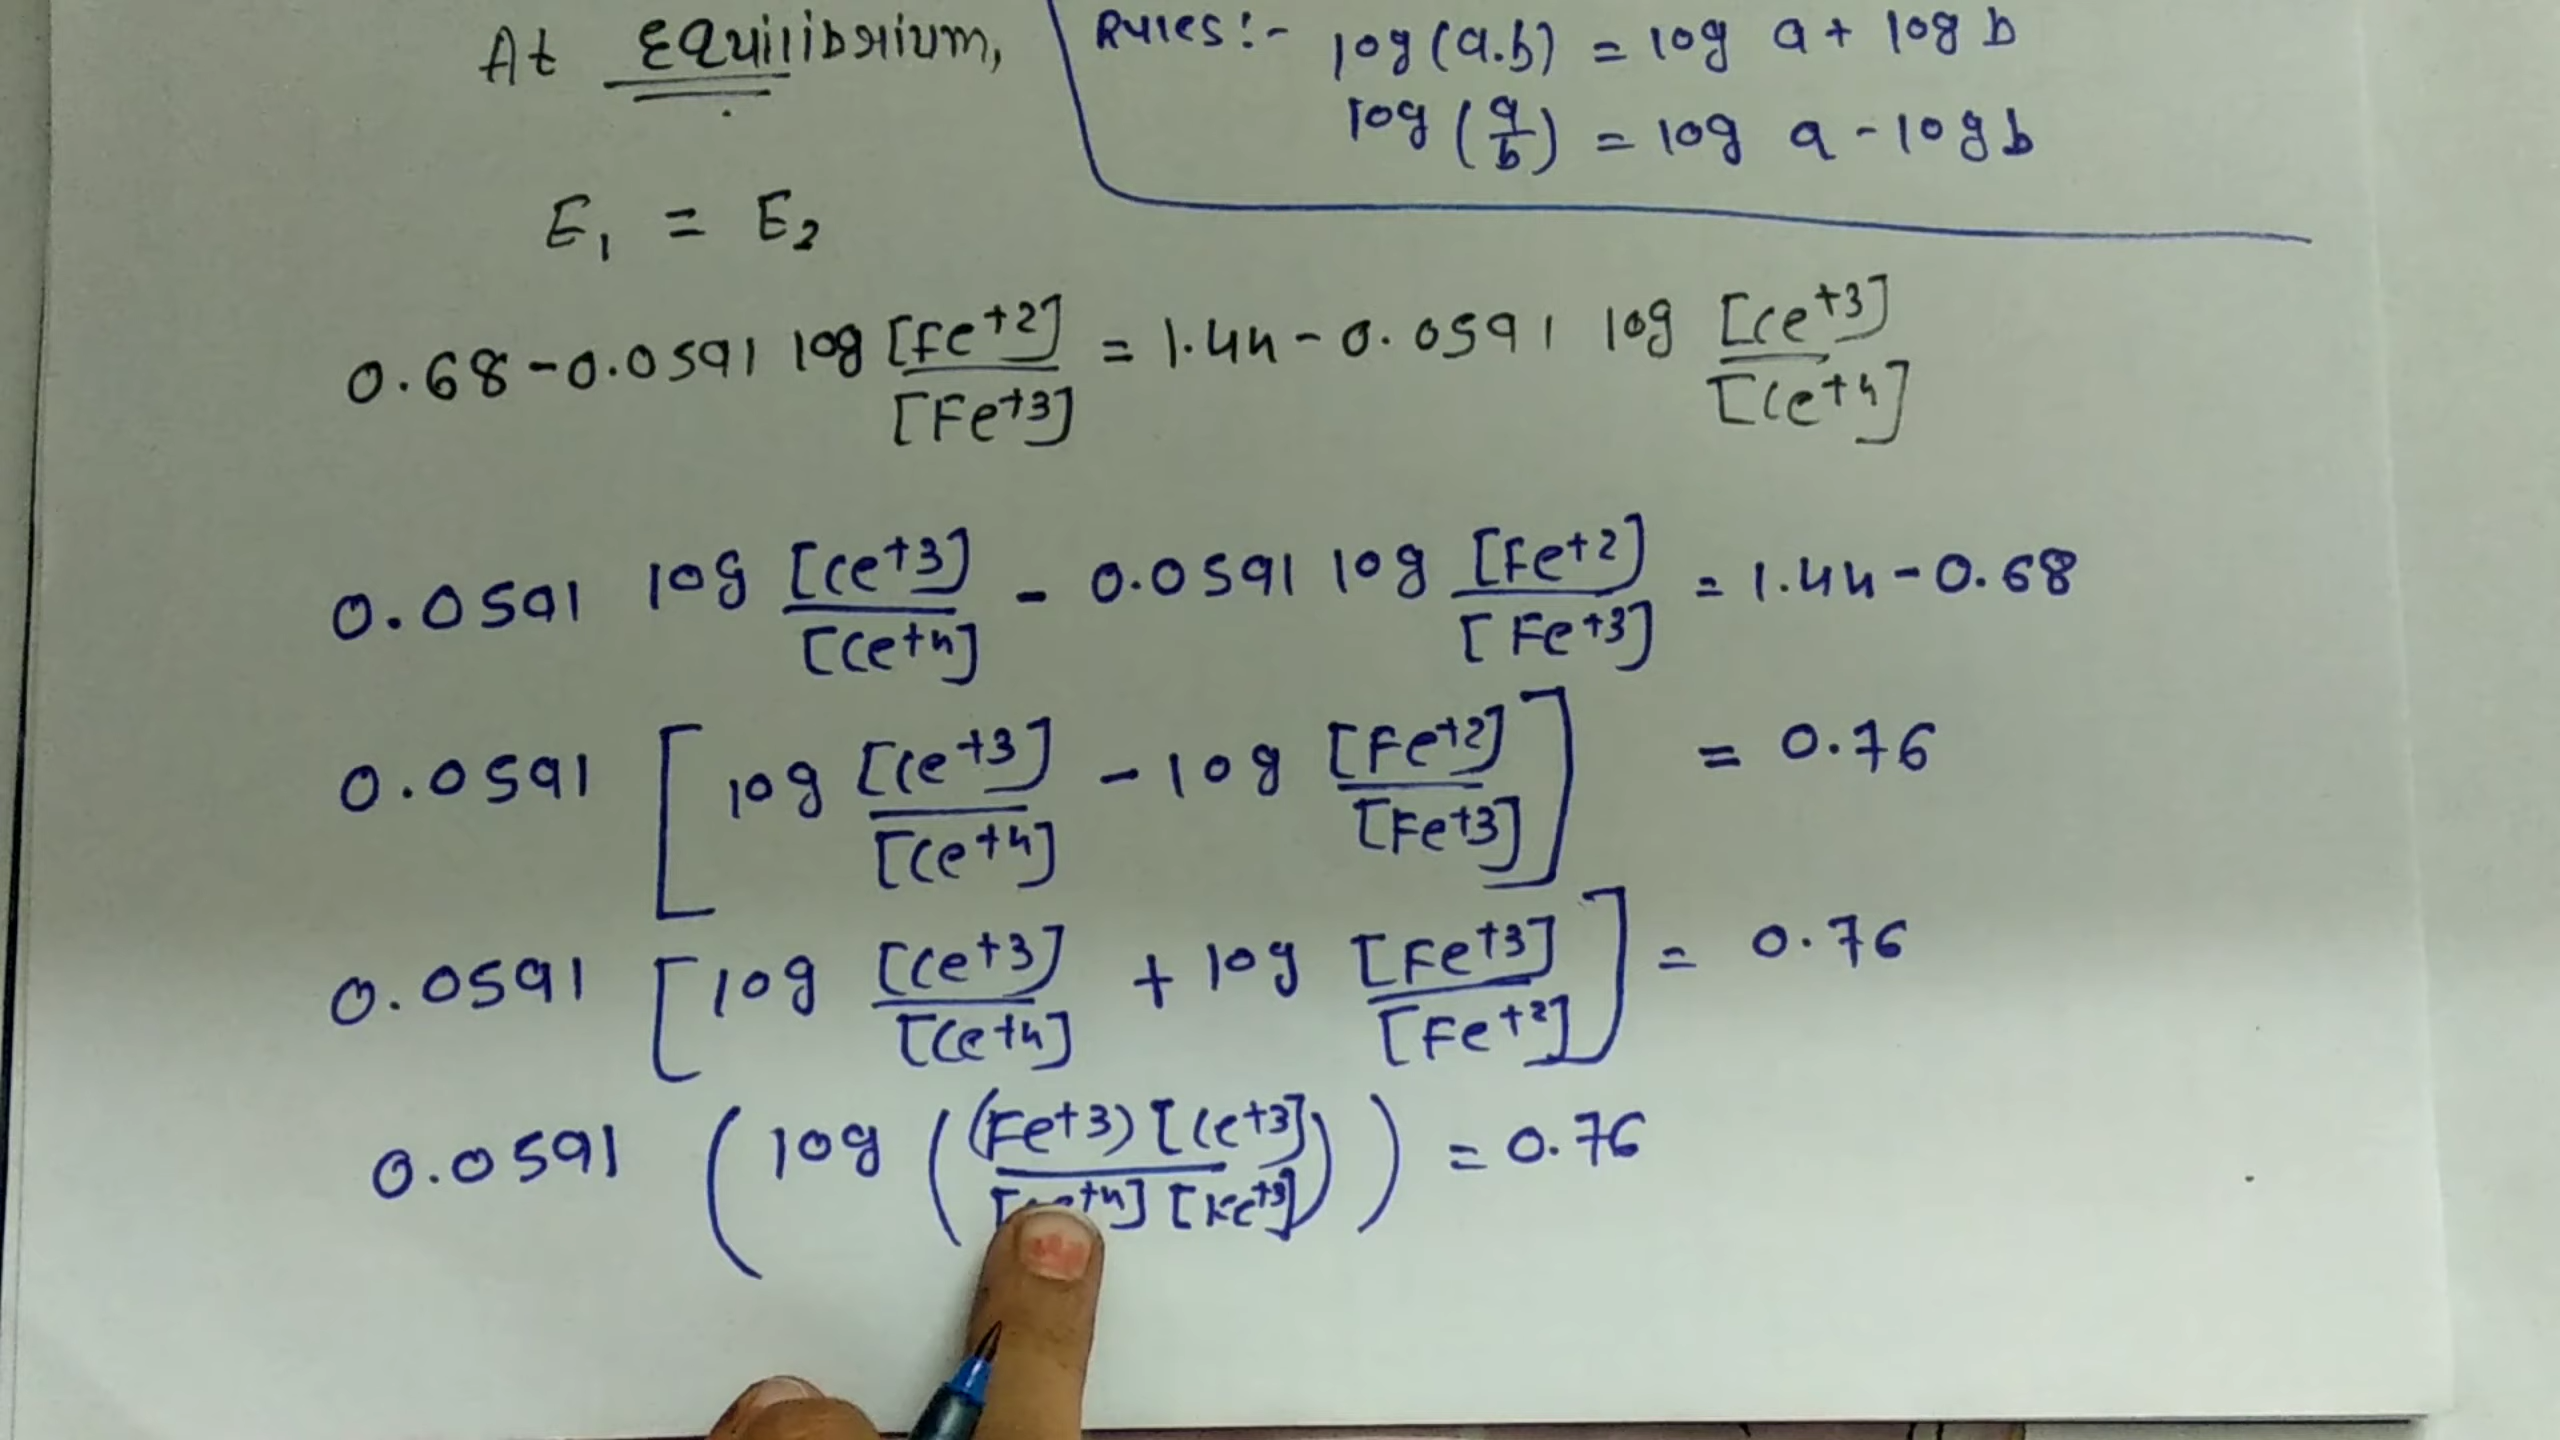 At Equilibrium,
Rules:- log(a.b) = log a + log b
log (a/b) = log a - log b
E₁ = E₂
0.68 - 0.0591 log [Fe+2]/[Fe+3] = 1.44 - 0.0591 log [Ce+3]/[Ce+4]
0.0591 log [Ce+3]/[Ce+4] - 0.0591 log [Fe+2]/[Fe+3] = 1.44 - 0.68
0.0591 [log [Ce+3]/[Ce+4] - log [Fe+2]/[Fe+3]] = 0.76
0.0591 [log [Ce+3]/[Ce+4] + log [Fe+3]/[Fe+2]] = 0.76
0.0591 (log ((Fe+3)[Ce+3]/[+4][Fe+3])) = 0.76